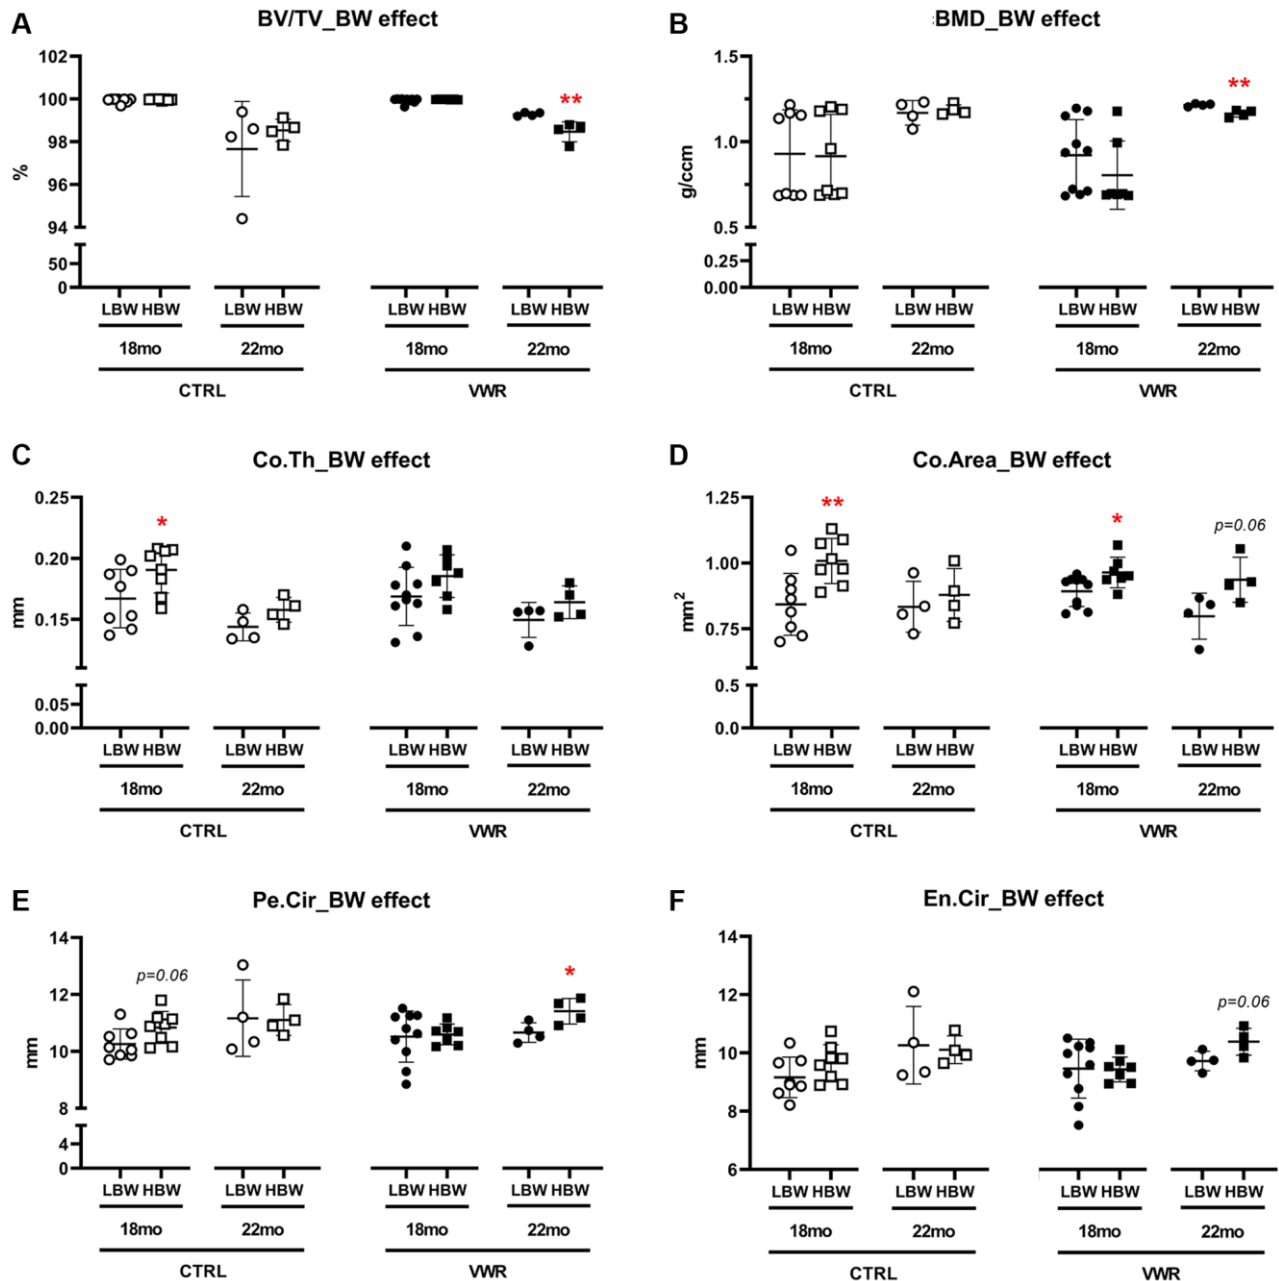 A
BV/TV_BW effect
102
100
98
96
94
50
0
%
**
LBW HBW LBW HBW LBW HBW LBW HBW
18mo 22mo 18mo 22mo
CTRL VWR
B
:BMD_BW effect
1.5
1.0
0.5
0.25
0.00
g/ccm
**
LBW HBW LBW HBW LBW HBW LBW HBW
18mo 22mo 18mo 22mo
CTRL VWR
C
Co.Th_BW effect
0.25
0.20
0.15
0.05
0.00
mm
*
LBW HBW LBW HBW LBW HBW LBW HBW
18mo 22mo 18mo 22mo
CTRL VWR
D
Co.Area_BW effect
1.25
1.00
0.75
0.5
0.0
mm²
**
*
p=0.06
LBW HBW LBW HBW LBW HBW LBW HBW
18mo 22mo 18mo 22mo
CTRL VWR
E
Pe.Cir_BW effect
14
12
10
8
4
0
mm
p=0.06
*
LBW HBW LBW HBW LBW HBW LBW HBW
18mo 22mo 18mo 22mo
CTRL VWR
F
En.Cir_BW effect
14
12
10
8
6
mm
p=0.06
LBW HBW LBW HBW LBW HBW LBW HBW
18mo 22mo 18mo 22mo
CTRL VWR